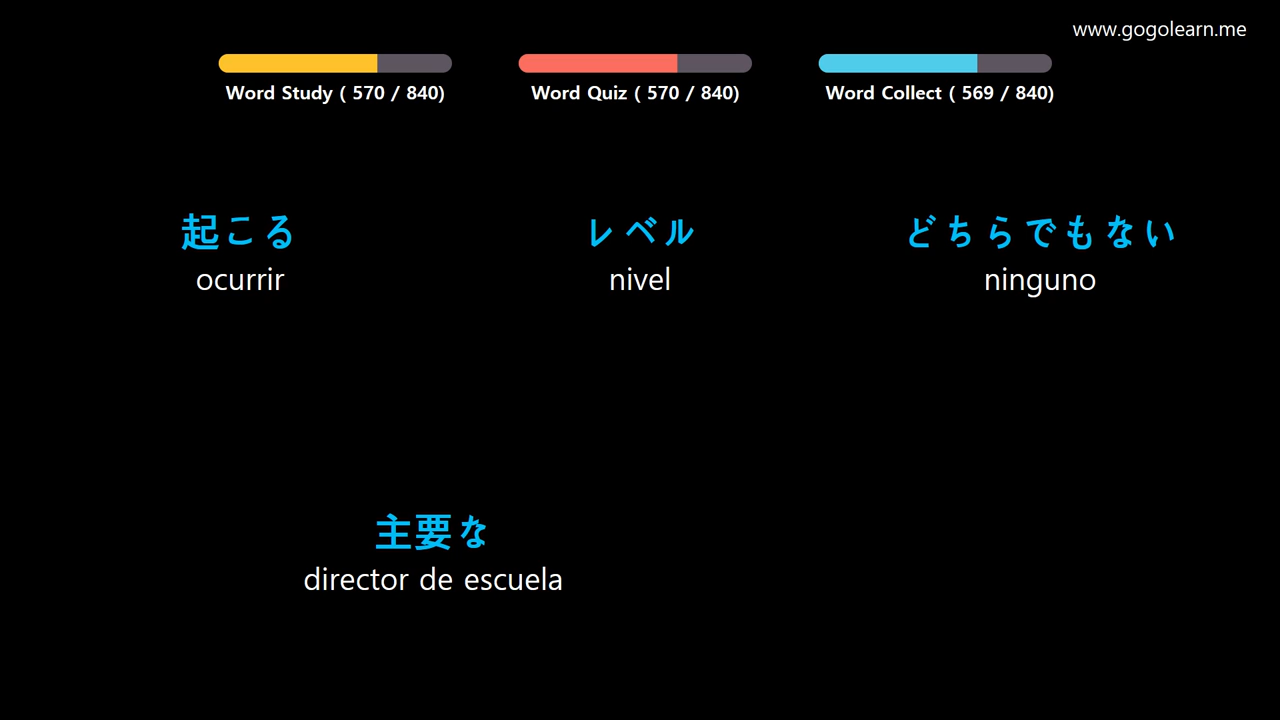 www.gogolearn.me
Word Study ( 570 / 840)
Word Quiz ( 570 / 840)
Word Collect ( 569 / 840)
起こる
ocurrir
レベル
nivel
どちらでもない
ninguno
主要な
director de escuela